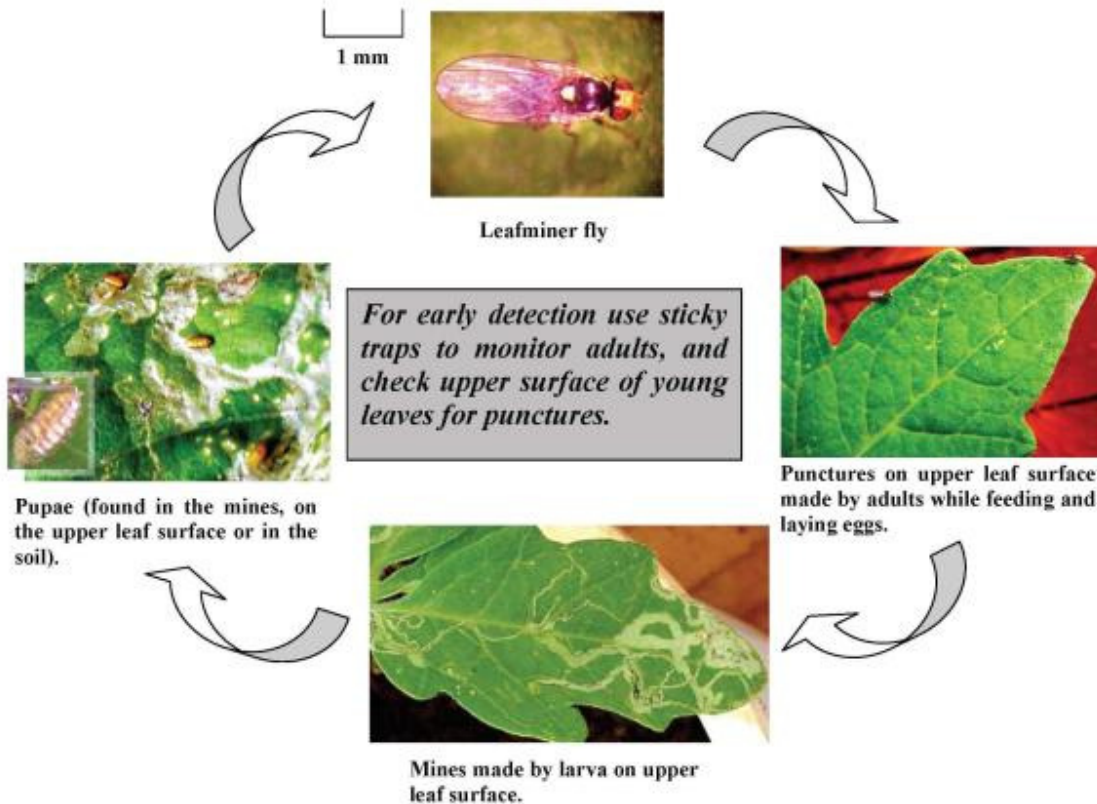 1 mm
Leafminer fly
For early detection use sticky
traps to monitor adults, and
check upper surface of young
leaves for punctures.
Punctures on upper leaf surface
made by adults while feeding and
laying eggs.
Pupae (found in the mines, on
the upper leaf surface or in the
soil).
Mines made by larva on upper
leaf surface.